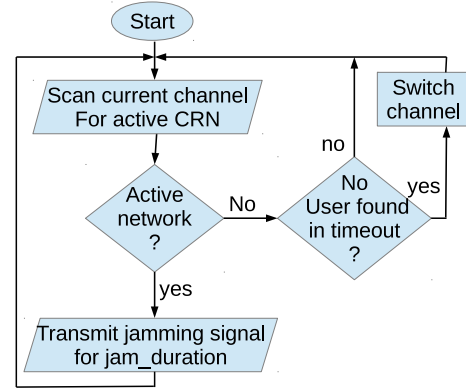 Start
Scan current channel
For active CRN
Switch
channel
Active
network
?
No
No
User found
in timeout
?
no
yes
yes
Transmit jamming signal
for jam_duration